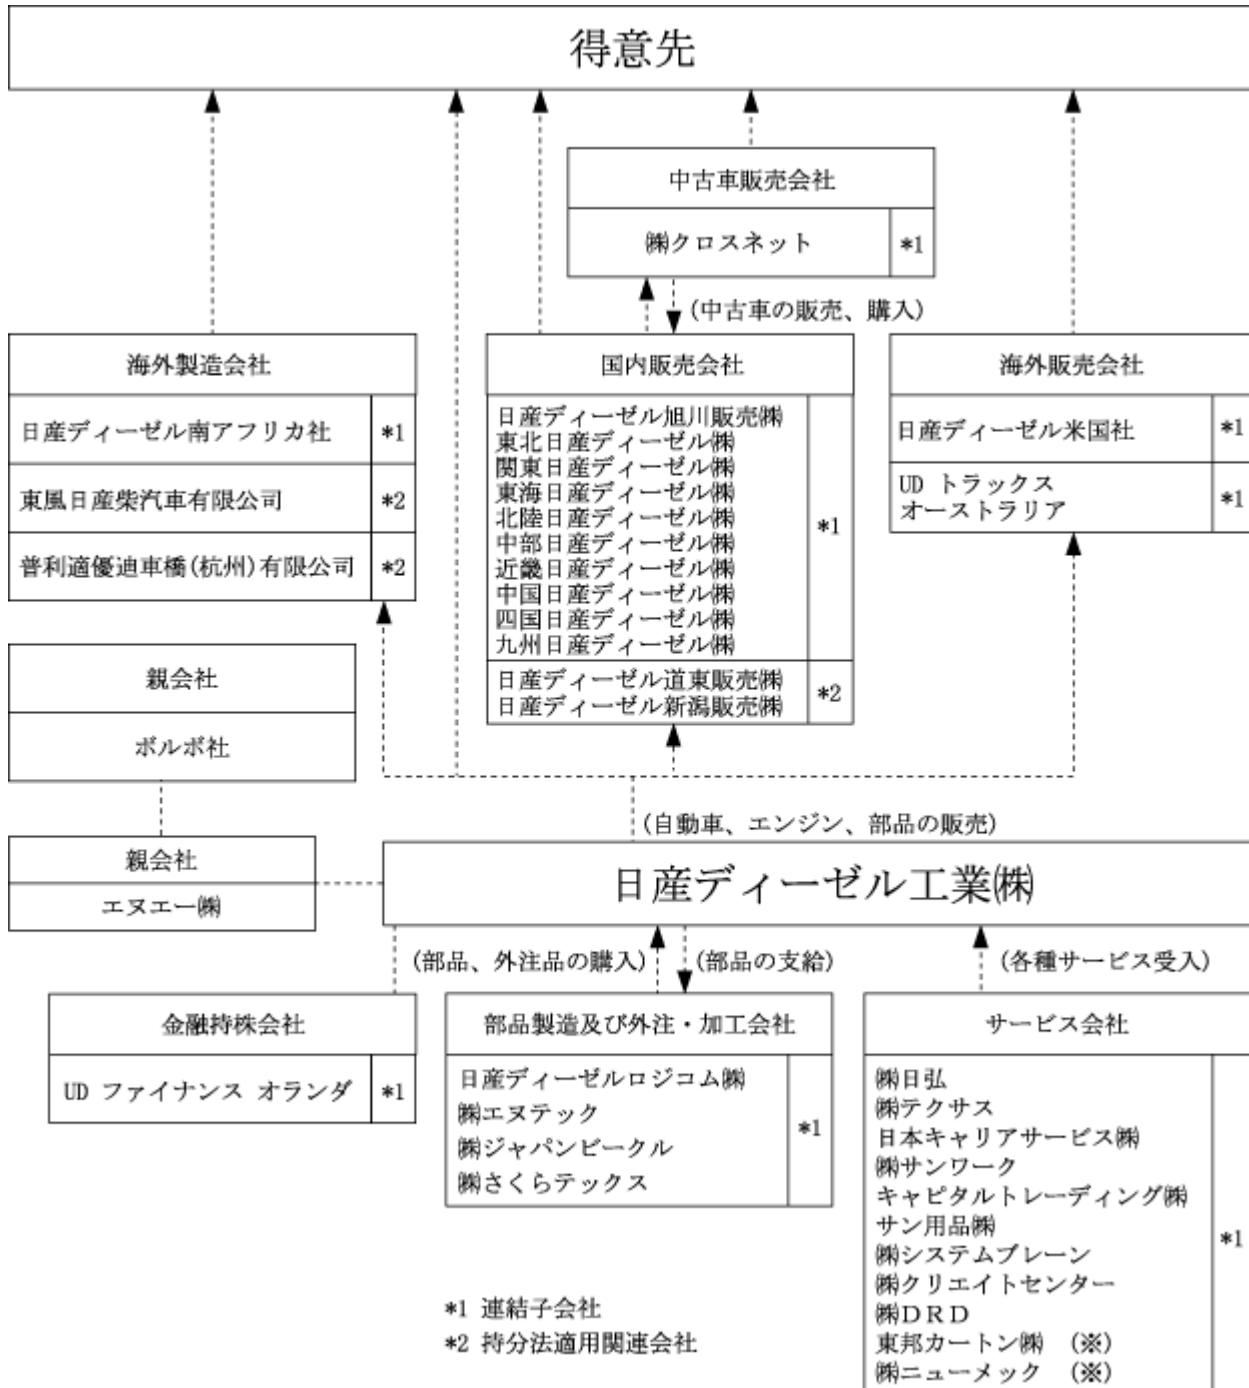 得意先
中古車販売会社
㈱クロスネット *1
(中古車の販売、購入)
海外製造会社
日産ディーゼル南アフリカ社 *1
東風日産柴汽車有限公司 *2
普利適優迪車橋(杭州)有限公司 *2
国内販売会社
日産ディーゼル旭川販売㈱
東北日産ディーゼル㈱
関東日産ディーゼル㈱
東海日産ディーゼル㈱
北陸日産ディーゼル㈱
中部日産ディーゼル㈱
近畿日産ディーゼル㈱
中国日産ディーゼル㈱
四国日産ディーゼル㈱
九州日産ディーゼル㈱
*1
日産ディーゼル道東販売㈱
日産ディーゼル新潟販売㈱
*2
海外販売会社
日産ディーゼル米国社 *1
UD トラックス
オーストラリア
*1
親会社
ボルボ社
(自動車、エンジン、部品の販売)
親会社
エヌエー㈱
日産ディーゼル工業㈱
(部品、外注品の購入)
(部品の支給)
(各種サービス受入)
金融持株会社
UD ファイナンス オランダ *1
部品製造及び外注・加工会社
日産ディーゼルロジコム㈱
㈱エヌテック
㈱ジャパンビークル
㈱さくらテックス
*1
サービス会社
㈱日弘
㈱テクサス
日本キャリアサービス㈱
㈱サンワーク
キャピタルトレーディング㈱
サン用品㈱
㈱システムブレーン
㈱クリエイトセンター
㈱ＤＲＤ
東邦カートン㈱ (※)
㈱ニューメック (※)
*1
*1 連結子会社
*2 持分法適用関連会社